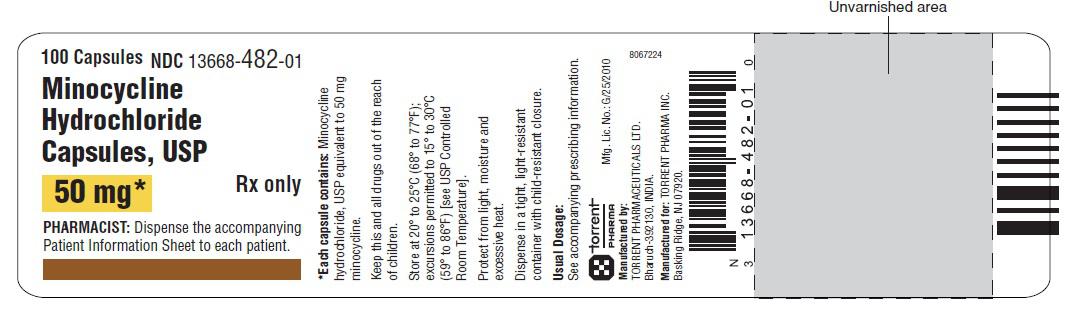 Unvarnished area
100 Capsules NDC 13668-482-01
Minocycline
Hydrochloride
Capsules, USP
50 mg*
Rx only
PHARMACIST: Dispense the accompanying
Patient Information Sheet to each patient.
*Each capsule contains: Minocycline
hydrochloride, USP equivalent to 50 mg
minocycline.
Keep this and all drugs out of the reach
of children.
Store at 20° to 25°C (68° to 77°F);
excursions permitted to 15° to 30°C
(59° to 86°F) [see USP Controlled
Room Temperature].
Protect from light, moisture and
excessive heat.
Dispense in a tight, light-resistant
container with child-resistant closure.
Usual Dosage:
See accompanying prescribing information.
torrent
PHARMA
Mfg. Lic. No.: G/25/2010
Manufactured by:
TORRENT PHARMACEUTICALS LTD.
Bharuch-392130, INDIA.
Manufactured for: TORRENT PHARMA INC.
Basking Ridge, NJ 07920.
8067224
N
3 13668-482-01 0